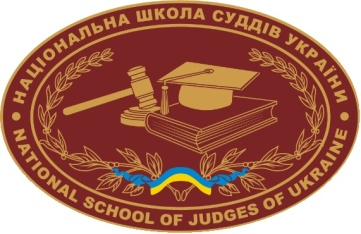 НАЦІОНАЛЬНА ШКОЛА СУДДІВ УКРАЇНИ
NATIONAL SCHOOL OF JUDGES OF UKRAINE